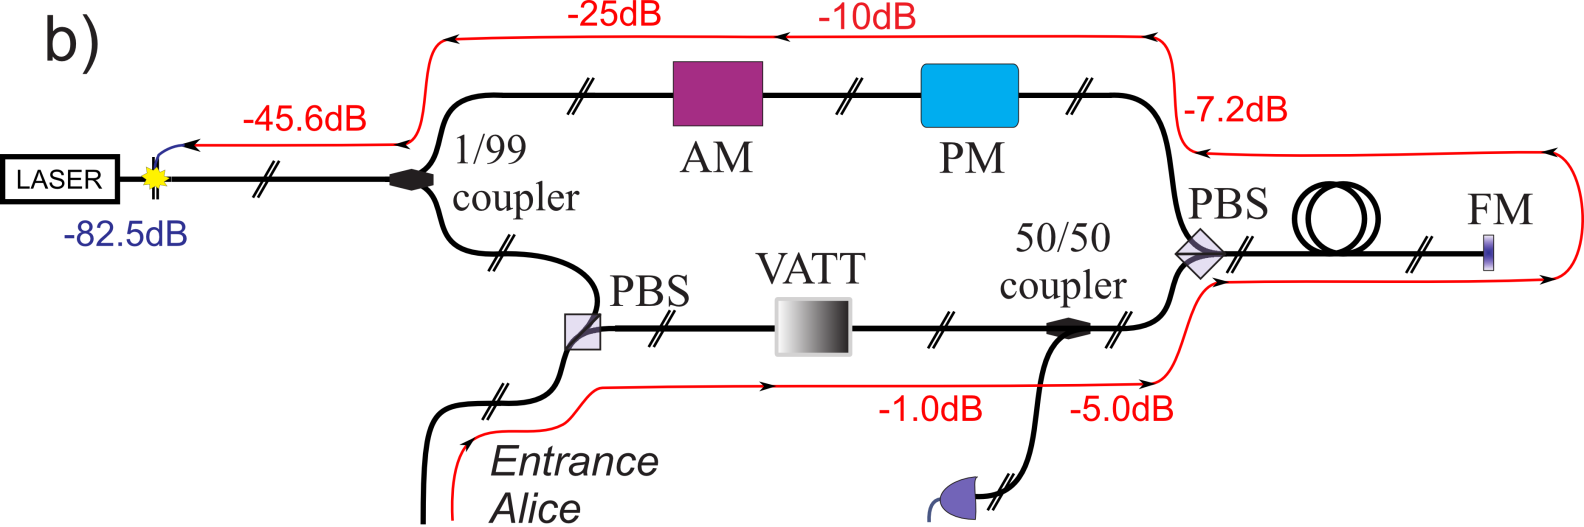 b)
-25dB
-10dB
-45.6dB
-7.2dB
1/99
coupler
AM
PM
LASER
-82.5dB
PBS
FM
50/50
coupler
VATT
PBS
-1.0dB
-5.0dB
Entrance
Alice